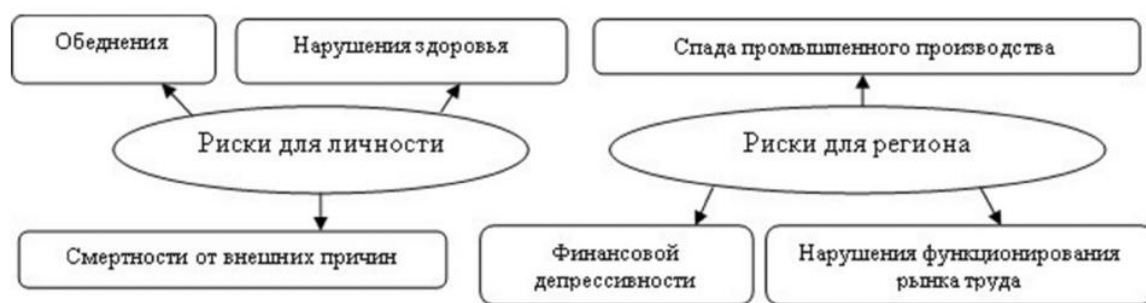 Обеднения
Нарушения здоровья
Спада промышленного производства
Риски для личности
Риски для региона
Смертности от внешних причин
Финансовой
депрессивности
Нарушения функционирования
рынка труда